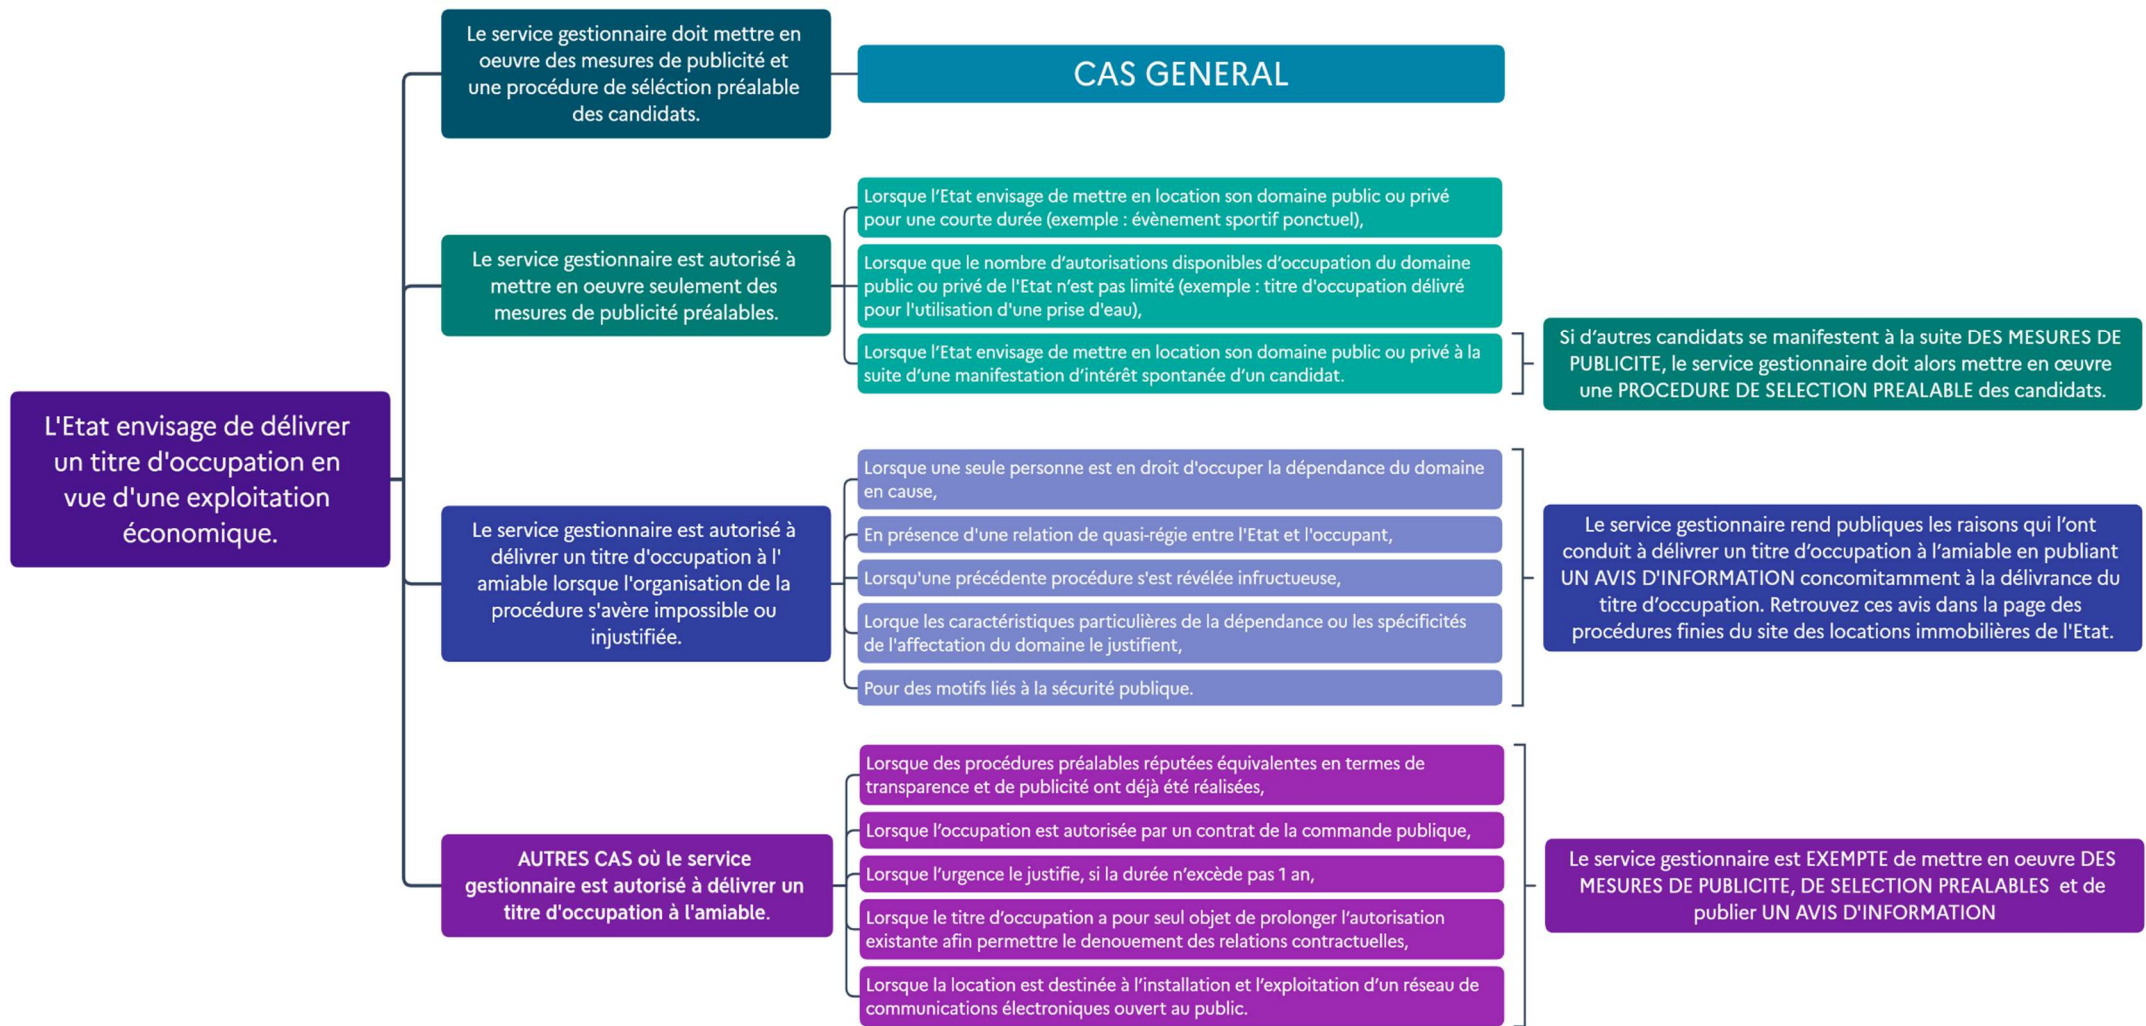 L'Etat envisage de délivrer
un titre d'occupation en
vue d'une exploitation
économique.
Le service gestionnaire doit mettre en
oeuvre des mesures de publicité et
une procédure de séléction préalable
des candidats.
CAS GENERAL
Le service gestionnaire est autorisé à
mettre en oeuvre seulement des
mesures de publicité préalables.
Lorsque l’Etat envisage de mettre en location son domaine public ou privé
pour une courte durée (exemple : évènement sportif ponctuel),
Lorsque que le nombre d’autorisations disponibles d’occupation du domaine
public ou privé de l'Etat n’est pas limité (exemple : titre d'occupation délivré
pour l'utilisation d'une prise d'eau),
Lorsque l’Etat envisage de mettre en location son domaine public ou privé à la
suite d’une manifestation d’intérêt spontanée d’un candidat.
Si d’autres candidats se manifestent à la suite DES MESURES DE
PUBLICITE, le service gestionnaire doit alors mettre en œuvre
une PROCEDURE DE SELECTION PREALABLE des candidats.
Le service gestionnaire est autorisé à
délivrer un titre d'occupation à l'
amiable lorsque l'organisation de la
procédure s'avère impossible ou
injustifiée.
Lorsque une seule personne est en droit d'occuper la dépendance du domaine
en cause,
En présence d'une relation de quasi-régie entre l'Etat et l'occupant,
Lorsqu'une précédente procédure s'est révélée infructueuse,
Lorque les caractéristiques particulières de la dépendance ou les spécificités
de l'affectation du domaine le justifient,
Pour des motifs liés à la sécurité publique.
Le service gestionnaire rend publiques les raisons qui l’ont
conduit à délivrer un titre d’occupation à l’amiable en publiant
UN AVIS D'INFORMATION concomitamment à la délivrance du
titre d’occupation. Retrouvez ces avis dans la page des
procédures finies du site des locations immobilières de l'Etat.
AUTRES CAS où le service
gestionnaire est autorisé à délivrer un
titre d'occupation à l'amiable.
Lorsque des procédures préalables réputées équivalentes en termes de
transparence et de publicité ont déjà été réalisées,
Lorsque l’occupation est autorisée par un contrat de la commande publique,
Lorsque l’urgence le justifie, si la durée n’excède pas 1 an,
Lorsque le titre d’occupation a pour seul objet de prolonger l’autorisation
existante afin permettre le denouement des relations contractuelles,
Lorsque la location est destinée à l’installation et l’exploitation d’un réseau de
communications électroniques ouvert au public.
Le service gestionnaire est EXEMPTE de mettre en oeuvre DES
MESURES DE PUBLICITE, DE SELECTION PREALABLES et de
publier UN AVIS D'INFORMATION